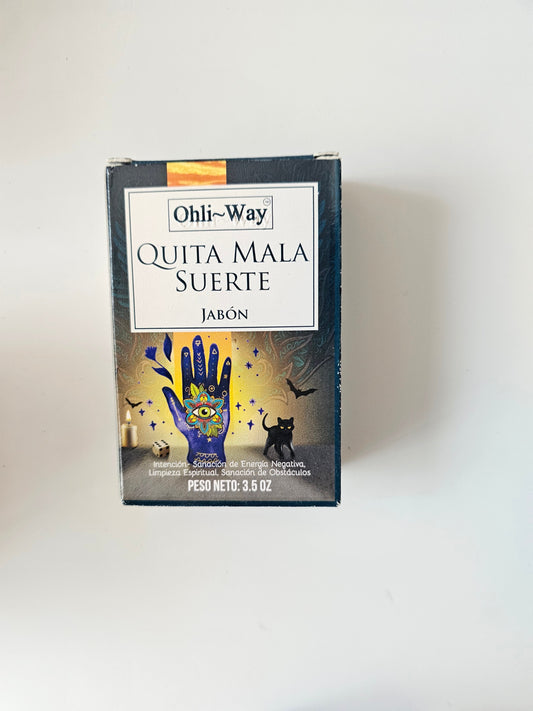 Ohli~Way
QUITA MALA
SUERTE
JABÓN
Intención- Sanación de Energía Negativa,
Limpieza Espiritual, Sanación de Obstáculos
PESO NETO: 3.5 OZ